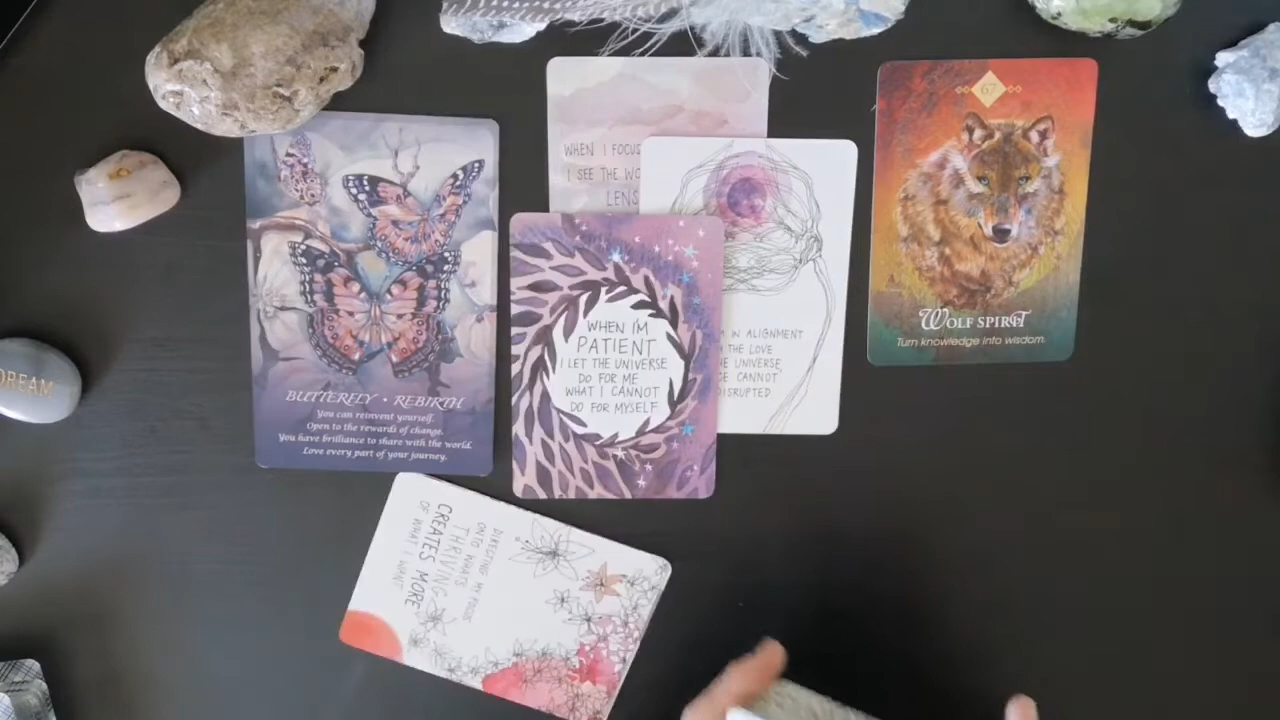 WHEN I FOCUS
I SEE THE
LENS
67
WOLF SPIRIT
Turn knowledge into wisdom.
IN ALIGNMENT
THE LOVE
UNIVERSE
CANNOT
DISRUPTED
WHEN I'M
PATIENT
I LET THE UNIVERSE
DO FOR ME
WHAT I CANNOT
DO FOR MYSELF
BUTTERFLY • REBIRTH
You can reinvent yourself.
Open to the rewards of change.
You have brilliance to share with the world.
Love every part of your journey.
DREAM
DIRECTING MY FOCUS
ONTO WHATS
THRIVING
CREATES MORE
OF WHAT I WANT